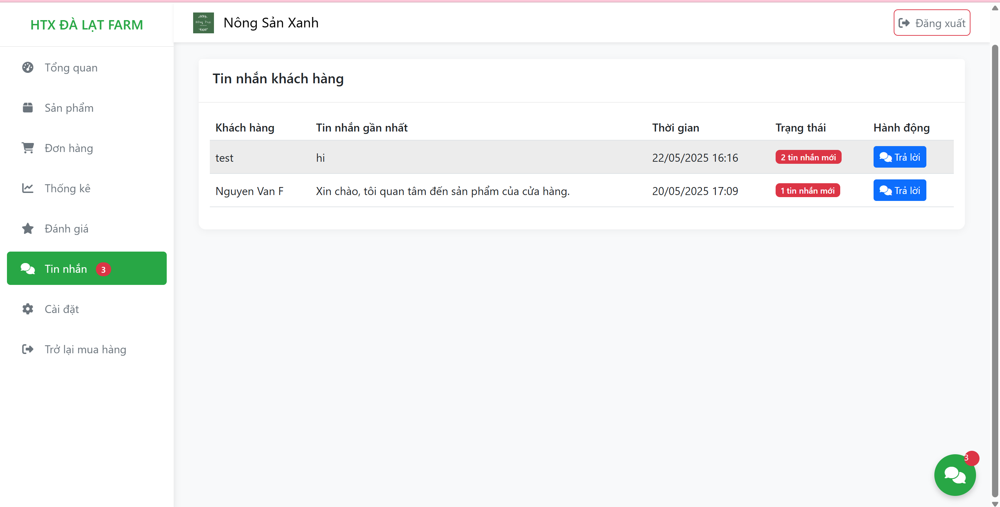 HTX ĐÀ LẠT FARM
Nông Trại
Nông Sản Xanh
Đăng xuất
Tổng quan
Sản phẩm
Đơn hàng
Thống kê
Đánh giá
Tin nhắn 3
Cài đặt
Trở lại mua hàng
Tin nhắn khách hàng
Khách hàng Tin nhắn gần nhất Thời gian Trạng thái Hành động
test hi 22/05/2025 16:16 2 tin nhắn mới Trả lời
Nguyen Van F Xin chào, tôi quan tâm đến sản phẩm của cửa hàng. 20/05/2025 17:09 1 tin nhắn mới Trả lời
3